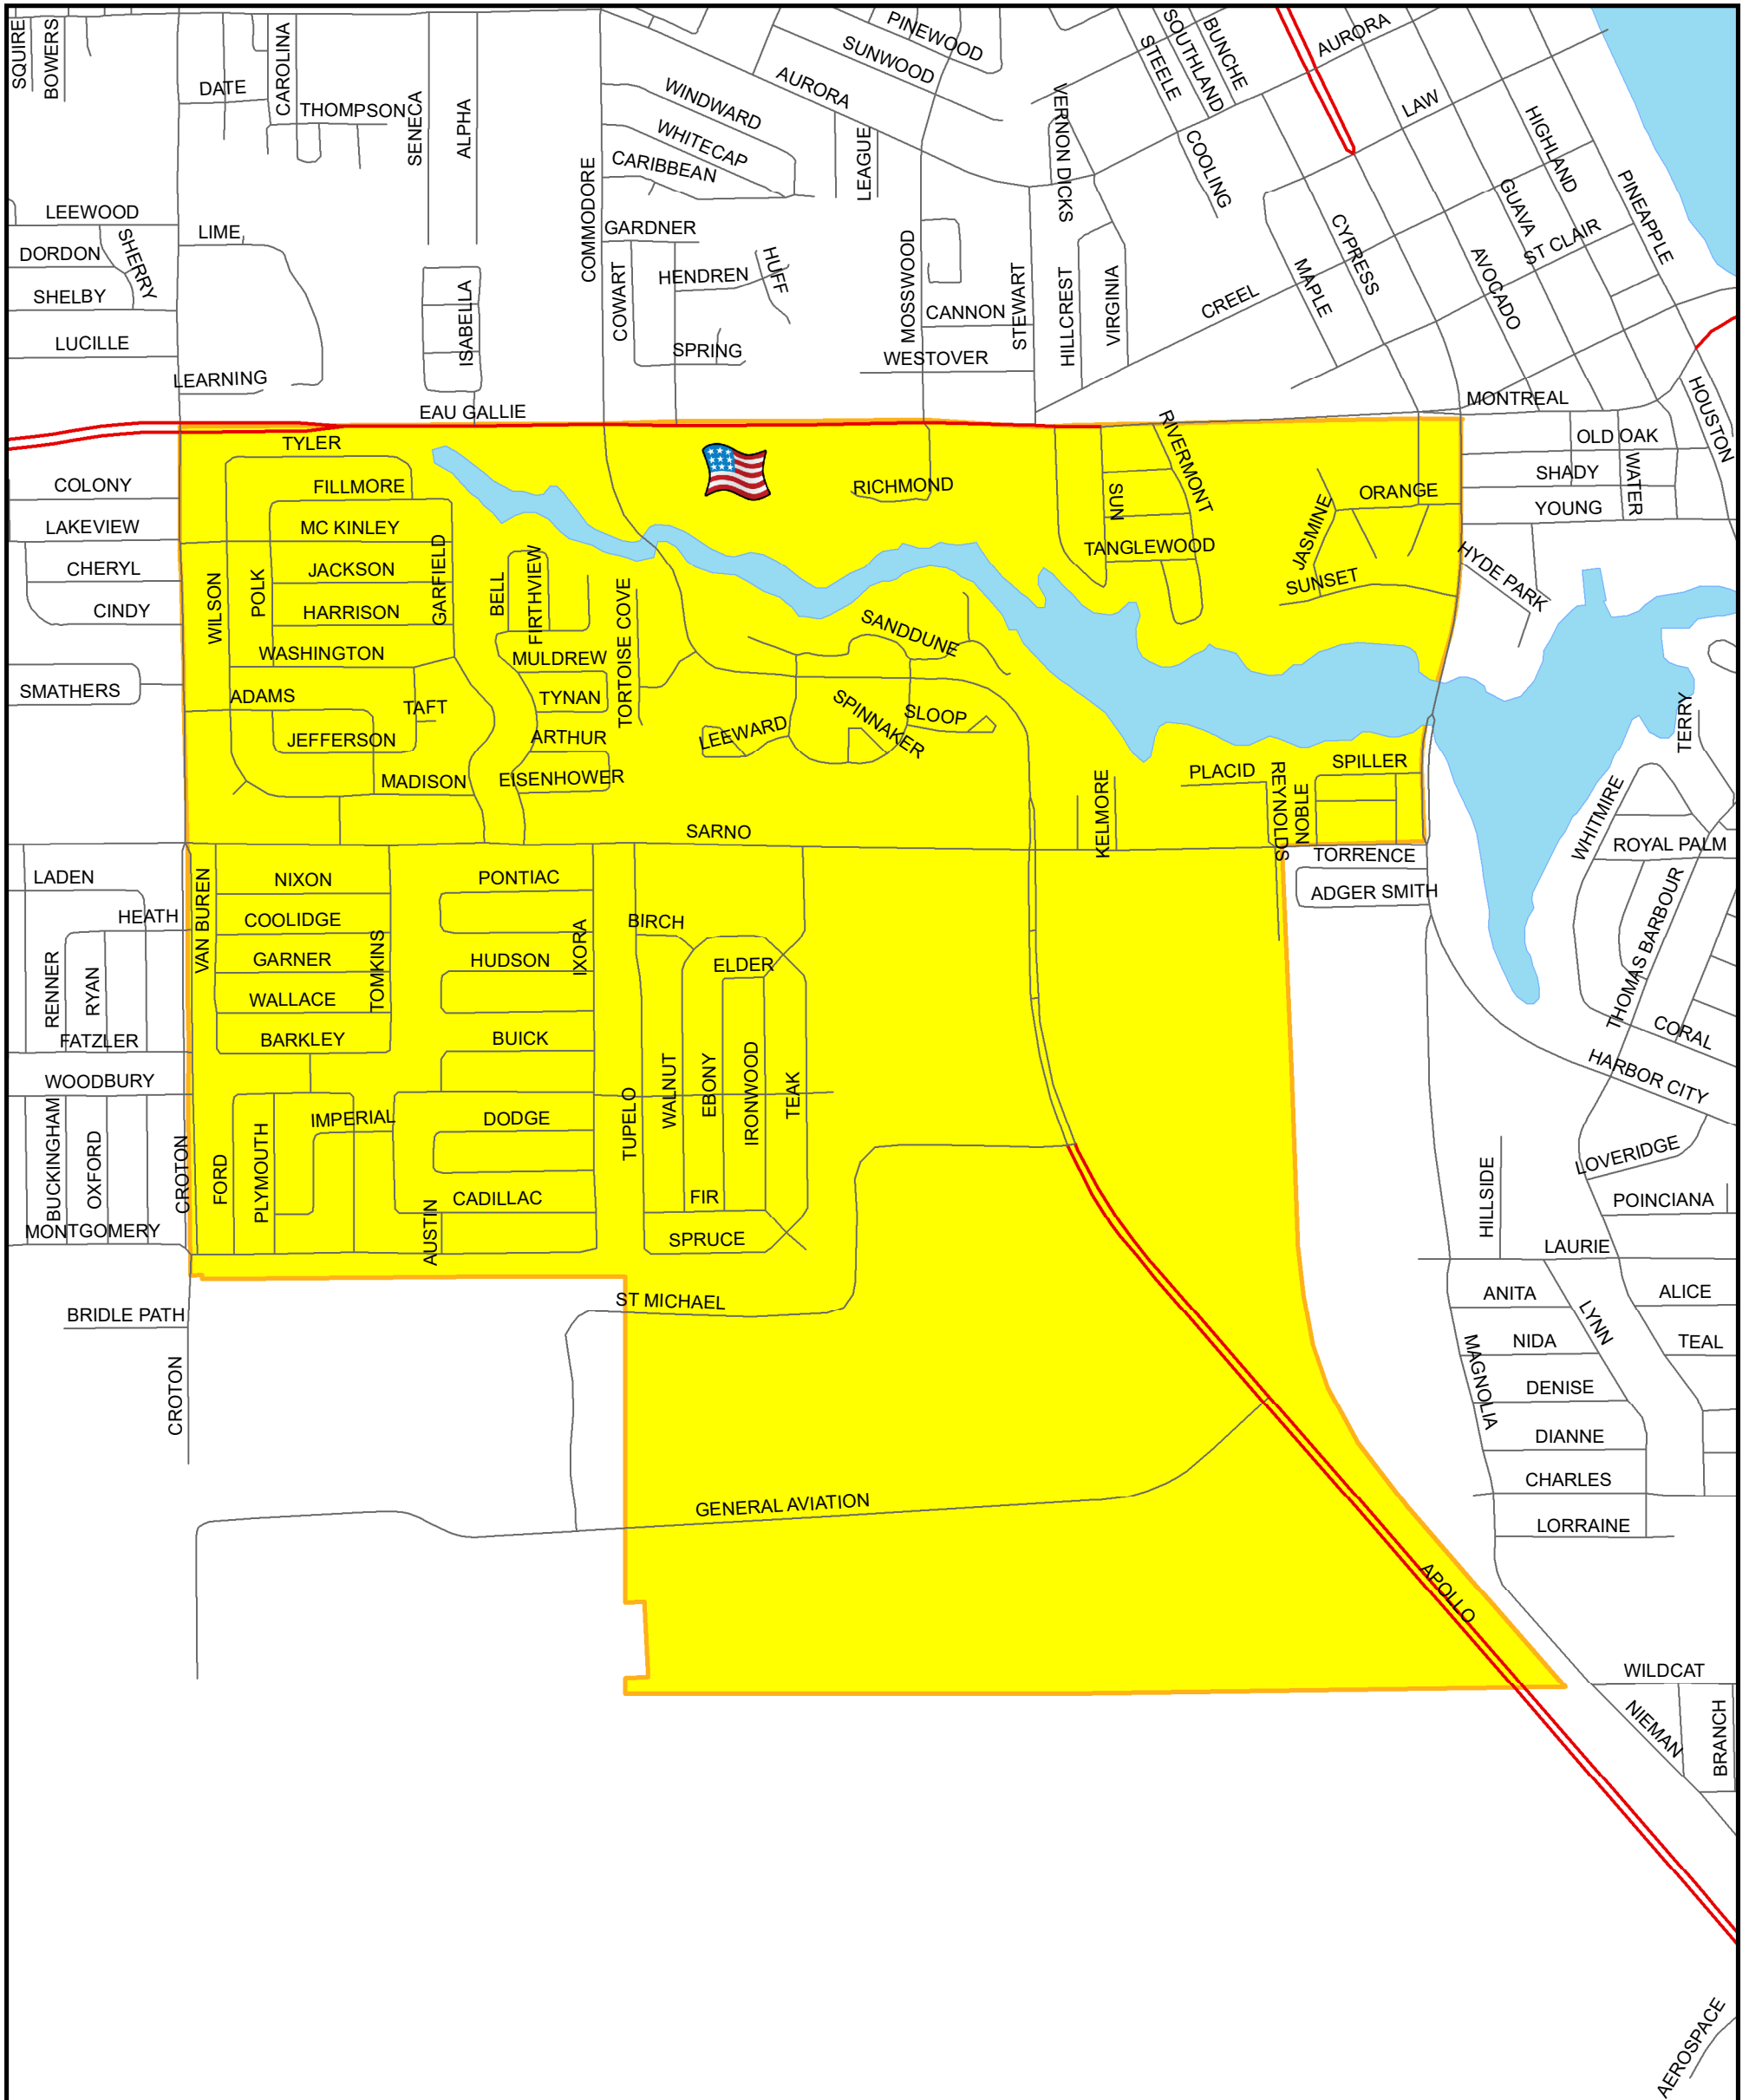 SQUIRE
BOWERS
CAROLINA
DATE
THOMPSON
SENECA
ALPHA
PINEWOOD
SUNWOOD
AURORA
WINDWARD
WHITECAP
CARIBBEAN
LEAGUE
COMMODORE
VERNON DICKS
STEELE
SOUTHLAND
BUNCHE
COOLING
AURORA
LAW
HIGHLAND
GUAVA
PINEAPPLE
ST CLAIR
CYPRESS
AVOCADO
MAPLE
CREEL
LEEWOOD
DORDON
SHERRY
SHELBY
LUCILLE
LIME
LEARNING
ISABELLA
GARDNER
COWART
HENDREN
HUFF
SPRING
MOSSWOOD
CANNON
WESTOVER
STEWART
HILLCREST
VIRGINIA
EAU GALLIE
MONTREAL
HOUSTON
OLD OAK
SHADY
WATER
YOUNG
HYDE PARK
TYLER
COLONY
FILLMORE
LAKEVIEW
MC KINLEY
CHERYL
JACKSON
CINDY
HARRISON
WILSON
POLK
GARFIELD
WASHINGTON
BELL
FIRTHVIEW
TORTOISE COVE
MULDREW
TYNAN
ARTHUR
EISENHOWER
SMATHERS
ADAMS
TAFT
JEFFERSON
MADISON
RICHMOND
RIVERMONT
SUN
TANGLEWOOD
JASMINE
ORANGE
SUNSET
SANDDUNE
SPINNAKER
SLOOP
LEEWARD
KELMORE
PLACID
REYNOLDS
NOBLE
SPILLER
TERRY
WHITMIRE
ROYAL PALM
SARNO
TORRENCE
ADGER SMITH
THOMAS BARBOUR
CORAL
HARBOR CITY
LADEN
HEATH
VAN BUREN
NIXON
COOLIDGE
GARNER
WALLACE
BARKLEY
TOMKINS
PONTIAC
HUDSON
BUICK
IXORA
BIRCH
ELDER
RENNER
RYAN
FATZLER
WOODBURY
BUCKINGHAM
OXFORD
CROTON
MONTGOMERY
FORD
PLYMOUTH
IMPERIAL
DODGE
CADILLAC
AUSTIN
TUPELO
WALNUT
EBONY
IRONWOOD
TEAK
FIR
SPRUCE
HILLSIDE
LOVERIDGE
POINCIANA
LAURIE
ANITA
LYNN
ALICE
NIDA
TEAL
MAGNOLIA
DENISE
DIANNE
CHARLES
LORRAINE
BRIDLE PATH
CROTON
ST MICHAEL
GENERAL AVIATION
APOLLO
WILDCAT
NIEMAN
BRANCH
AEROSPACE